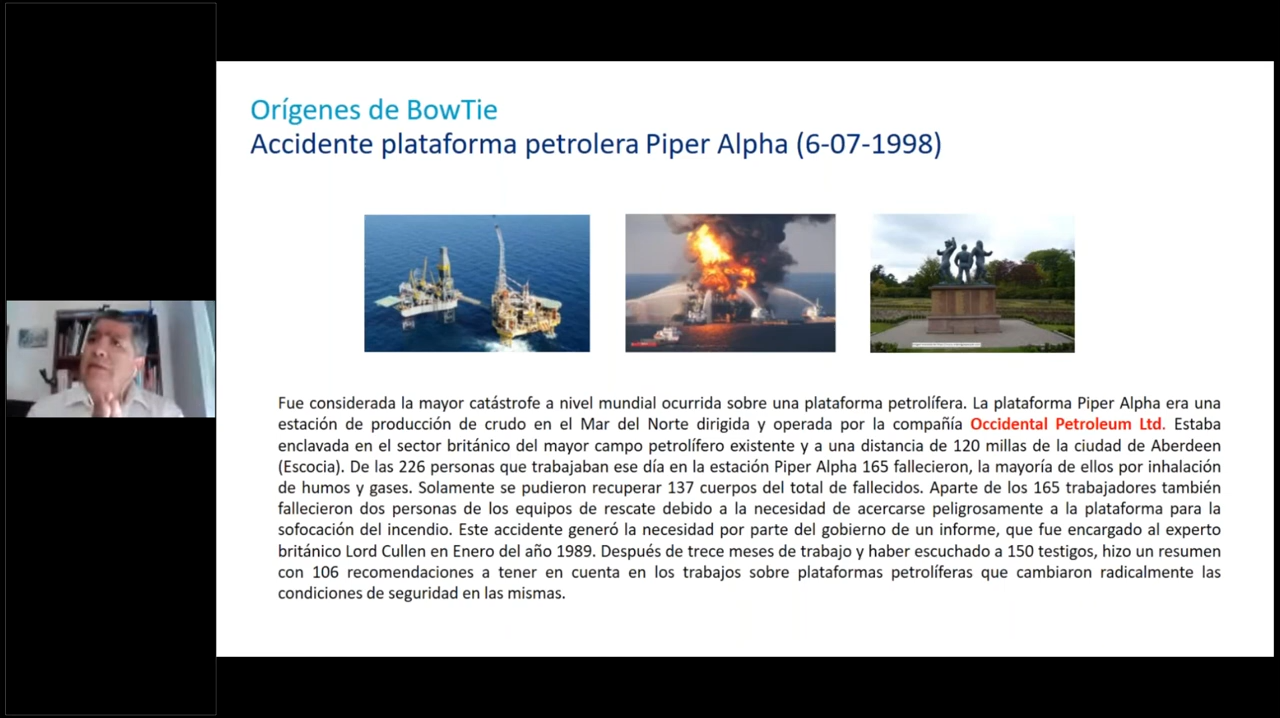 Orígenes de BowTie
Accidente plataforma petrolera Piper Alpha (6-07-1998)
Fue considerada la mayor catástrofe a nivel mundial ocurrida sobre una plataforma petrolífera. La plataforma Piper Alpha era una
estación de producción de crudo en el Mar del Norte dirigida y operada por la compañía Occidental Petroleum Ltd. Estaba
enclavada en el sector británico del mayor campo petrolífero existente y a una distancia de 120 millas de la ciudad de Aberdeen
(Escocia). De las 226 personas que trabajaban ese día en la estación Piper Alpha 165 fallecieron, la mayoría de ellos por inhalación
de humos y gases. Solamente se pudieron recuperar 137 cuerpos del total de fallecidos. Aparte de los 165 trabajadores también
fallecieron dos personas de los equipos de rescate debido a la necesidad de acercarse peligrosamente a la plataforma para la
sofocación del incendio. Este accidente generó la necesidad por parte del gobierno de un informe, que fue encargado al experto
británico Lord Cullen en Enero del año 1989. Después de trece meses de trabajo y haber escuchado a 150 testigos, hizo un resumen
con 106 recomendaciones a tener en cuenta en los trabajos sobre plataformas petrolíferas que cambiaron radicalmente las
condiciones de seguridad en las mismas.